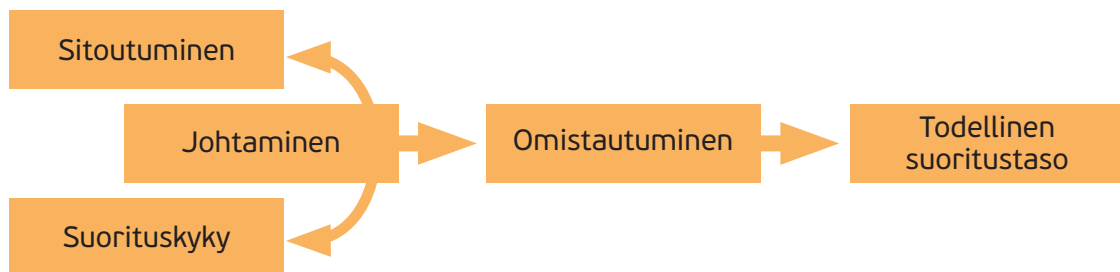 Sitoutuminen
Johtaminen
Suorituskyky
Omistautuminen
Todellinen
suoritustaso